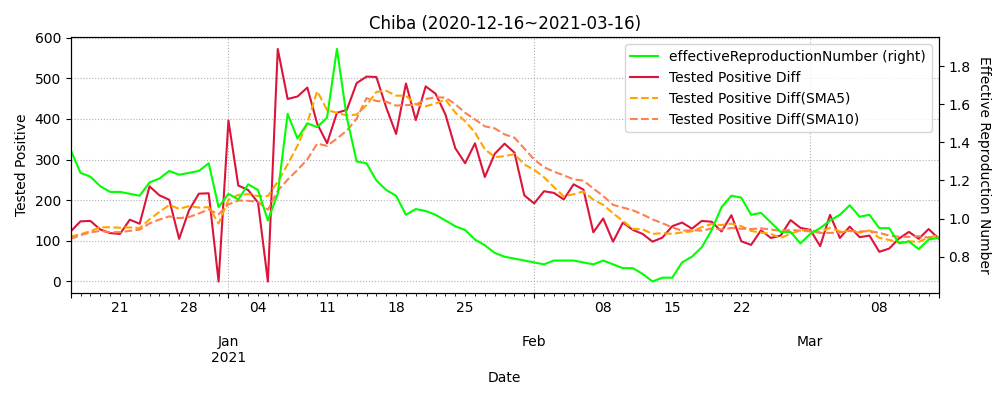 Chiba (2020-12-16~2021-03-16)
effectiveReproductionNumber (right)
Tested Positive Diff
Tested Positive Diff(SMA5)
Tested Positive Diff(SMA10)
Tested Positive
600
500
400
300
200
100
0
1.8
1.6
1.4
1.2
1.0
0.8
Effective Reproduction Number
21 28 04 11 18 25 08 15 22 08
Jan Feb Mar
2021
Date